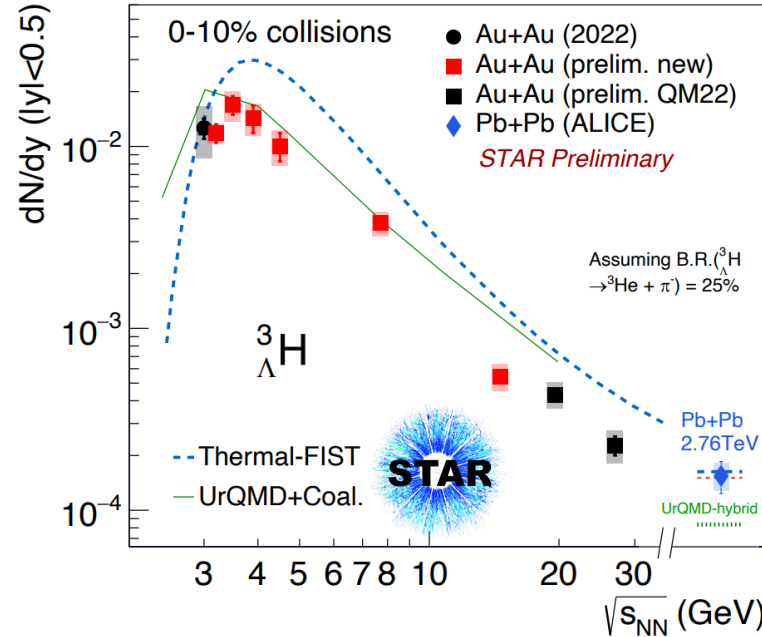 0-10% collisions
Au+Au (2022)
Au+Au (prelim. new)
Au+Au (prelim. QM22)
Pb+Pb (ALICE)
STAR Preliminary
dN/dy (|y|<0.5)
10⁻²
10⁻³
10⁻⁴
Assuming B.R.(³ΛH
→³He + π⁻) = 25%
³ΛH
Thermal-FIST
UrQMD+Coal.
STAR
Pb+Pb
2.76TeV
UrQMD-hybrid
3 4 5 6 7 8 10 20 30
√sNN (GeV)